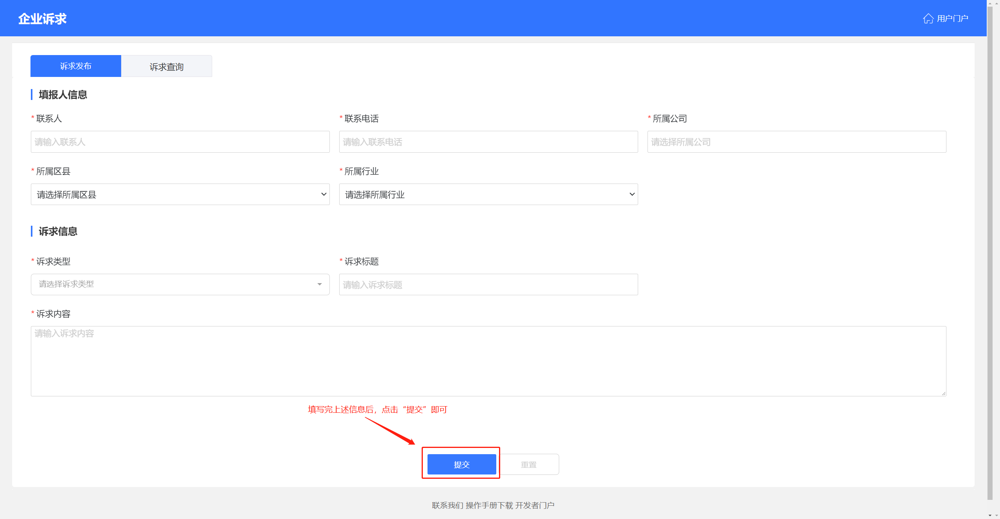 企业诉求
用户门户
诉求发布 诉求查询
填报人信息
* 联系人 * 联系电话 * 所属公司
请输入联系人 请输入联系电话 请选择所属公司
* 所属区县 * 所属行业
请选择所属区县 请选择所属行业
诉求信息
* 诉求类型 * 诉求标题
请选择诉求类型 请输入诉求标题
* 诉求内容
请输入诉求内容
填写完上述信息后，点击“提交”即可
提交 重置
联系我们 操作手册下载 开发者门户